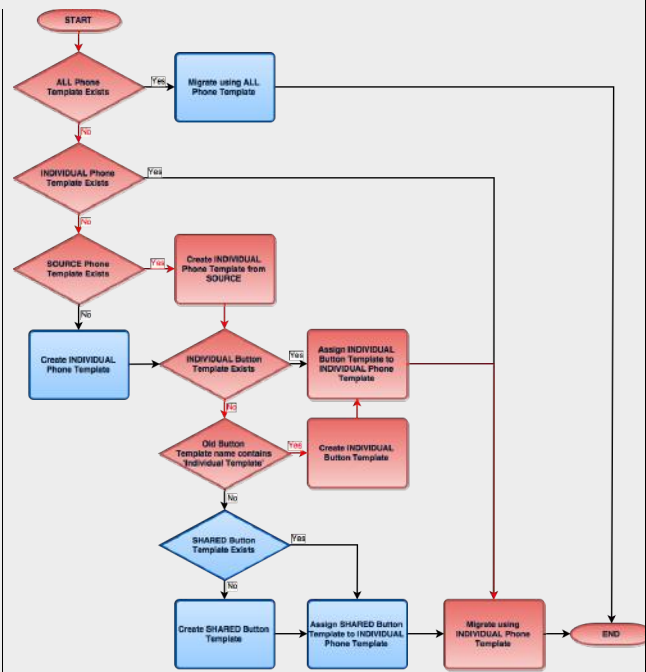 START
ALL Phone
Template Exists
Yes
Migrate using ALL
Phone Template
No
INDIVIDUAL Phone
Template Exists
Yes
No
SOURCE Phone
Template Exists
Yes
Create INDIVIDUAL
Phone Template from
SOURCE
No
Create INDIVIDUAL
Phone Template
INDIVIDUAL Button
Template Exists
Yes
Assign INDIVIDUAL
Button Template to
INDIVIDUAL Phone
Template
No
Old Button
Template name contains
'Individual Template'
Yes
Create INDIVIDUAL
Button Template
No
SHARED Button
Template Exists
Yes
No
Create SHARED Button
Template
Assign SHARED Button
Template to INDIVIDUAL
Phone Template
Migrate using
INDIVIDUAL Phone
Template
END